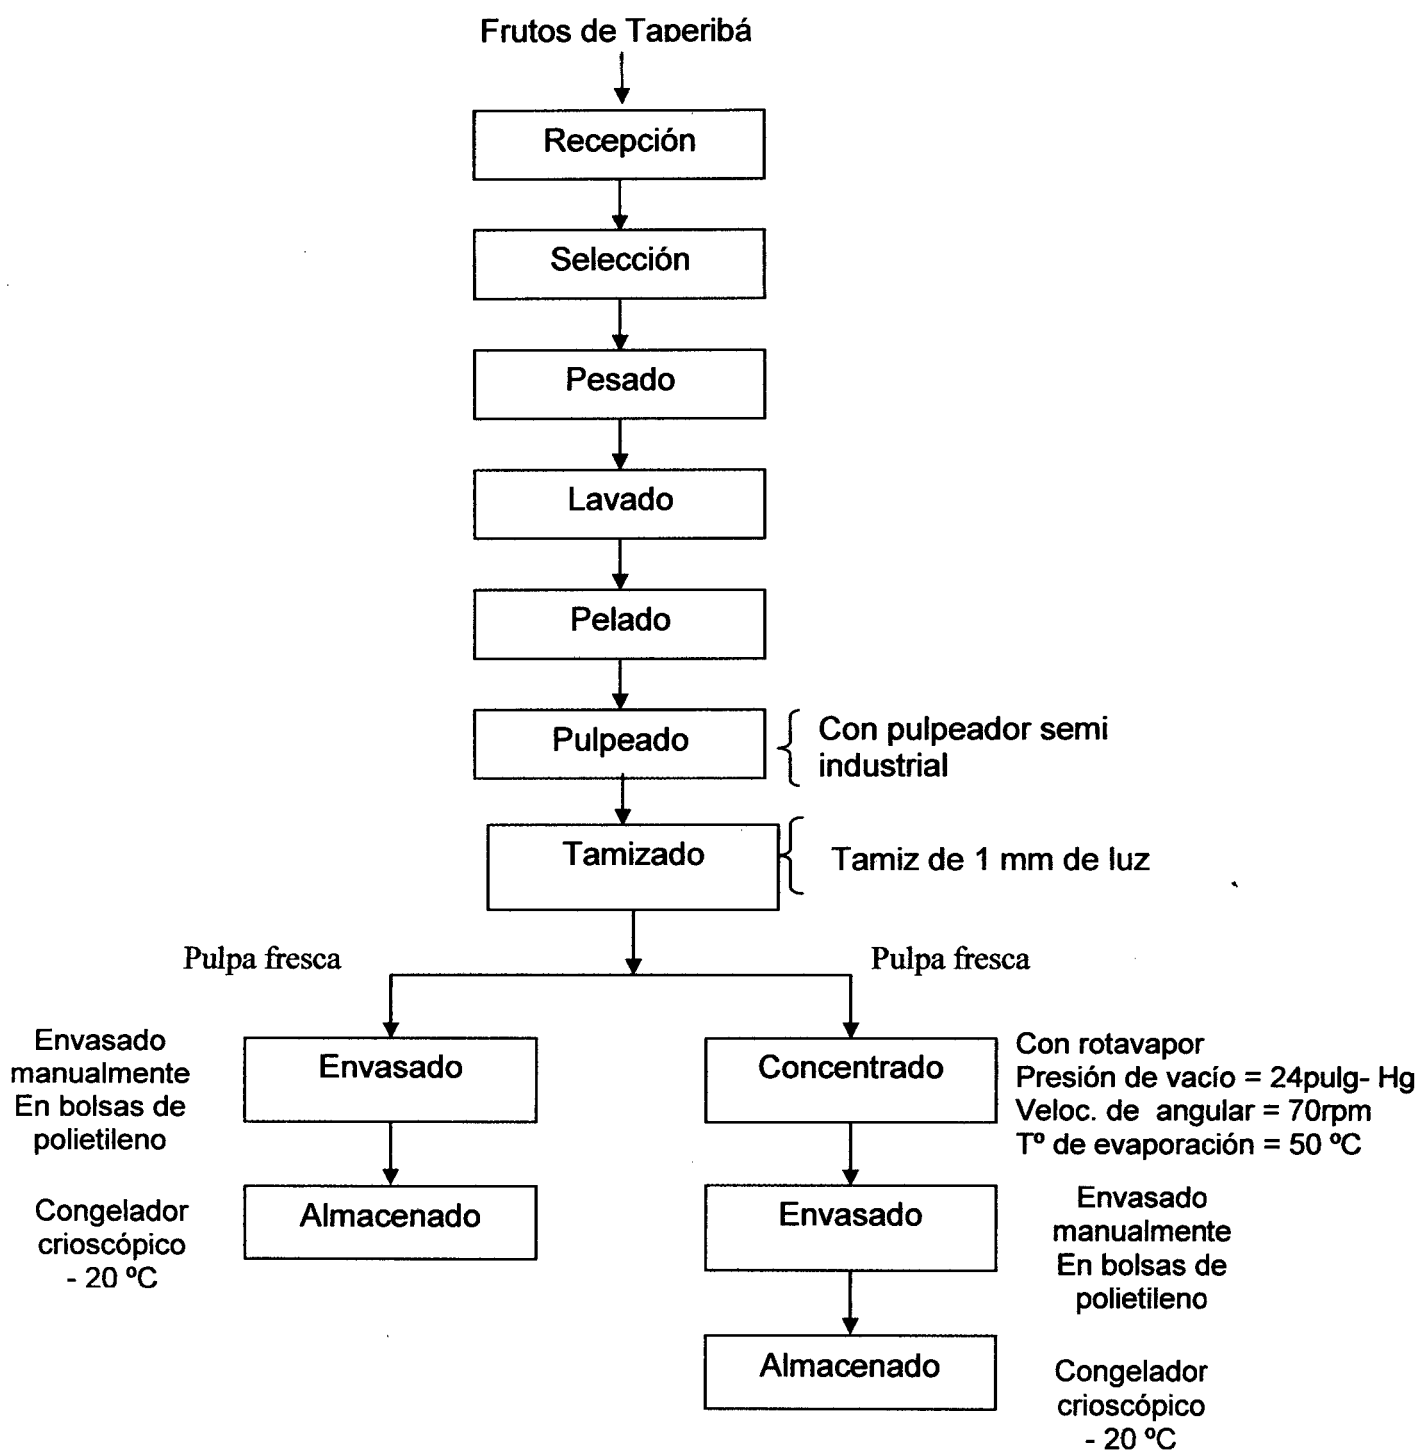 Frutos de Taperibá
Recepción
Selección
Pesado
Lavado
Pelado
Pulpeado
Con pulpeador semi
industrial
Tamizado
Tamiz de 1 mm de luz
Pulpa fresca
Pulpa fresca
Envasado
manualmente
En bolsas de
polietileno
Envasado
Concentrado
Con rotavapor
Presión de vacío = 24pulg- Hg
Veloc. de angular = 70rpm
Tº de evaporación = 50 ºC
Congelador
crioscópico
- 20 ºC
Almacenado
Envasado
Envasado
manualmente
En bolsas de
polietileno
Almacenado
Congelador
crioscópico
- 20 ºC